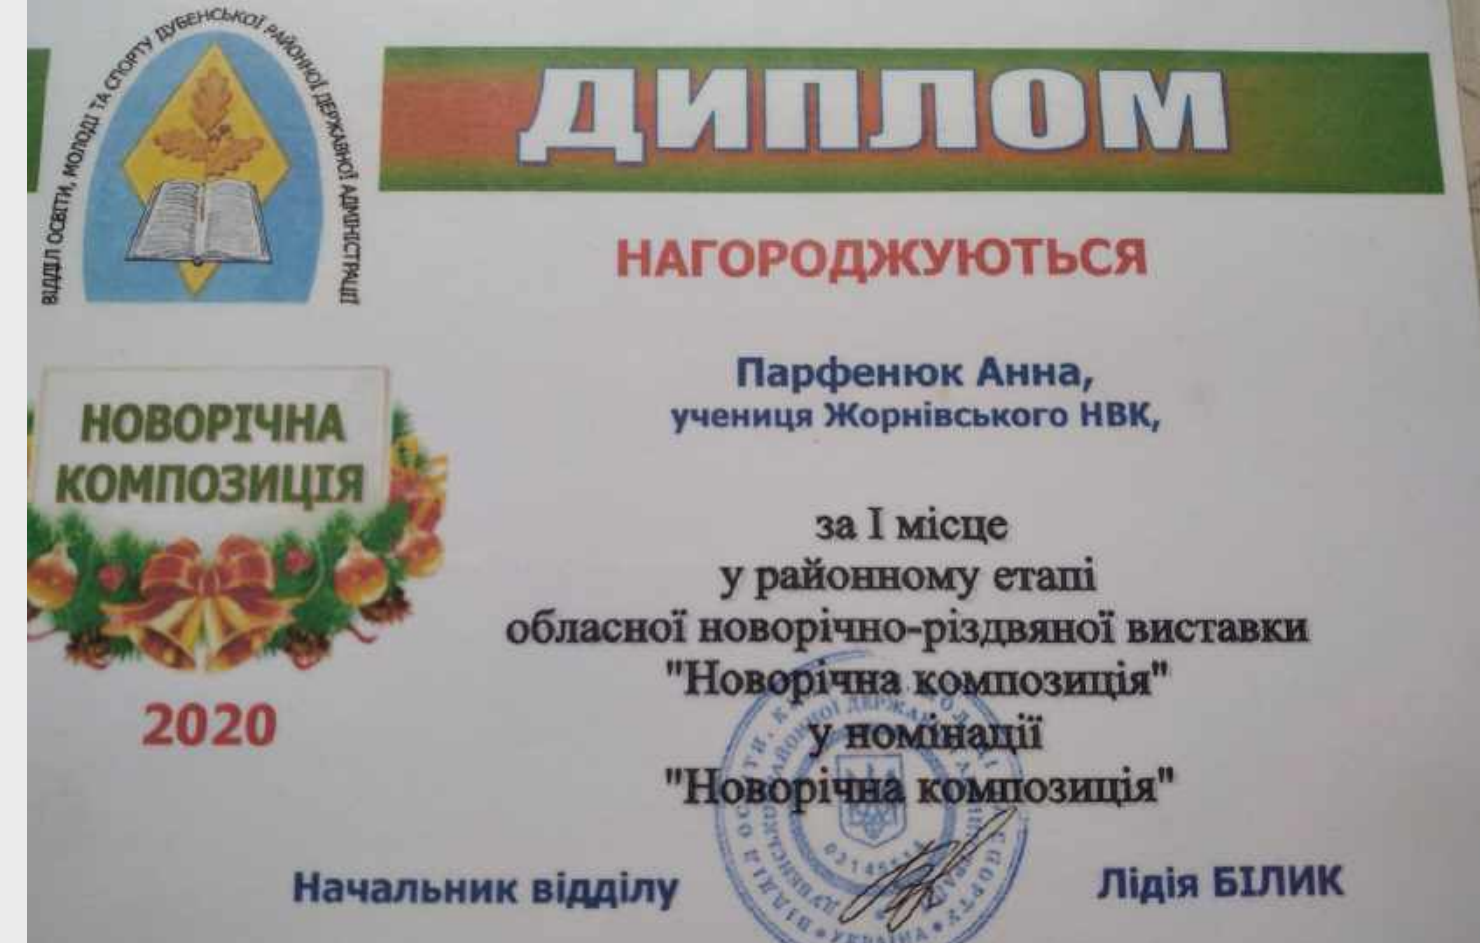 ВІДДІЛ ОСВІТИ, МОЛОДІ ТА СПОРТУ ДУБЕНСЬКОЇ РАЙОННОЇ ДЕРЖАВНОЇ АДМІНІСТРАЦІЇ
ДИПЛОМ
НАГОРОДЖУЮТЬСЯ
Парфенюк Анна,
учениця Жорнівського НВК,
НОВОРІЧНА
КОМПОЗИЦІЯ
2020
за І місце
у районному етапі
обласної новорічно-різдвяної виставки
"Новорічна композиція"
у номінації
"Новорічна композиція"
Начальник відділу
Лідія БІЛИК
УКРАЇНА